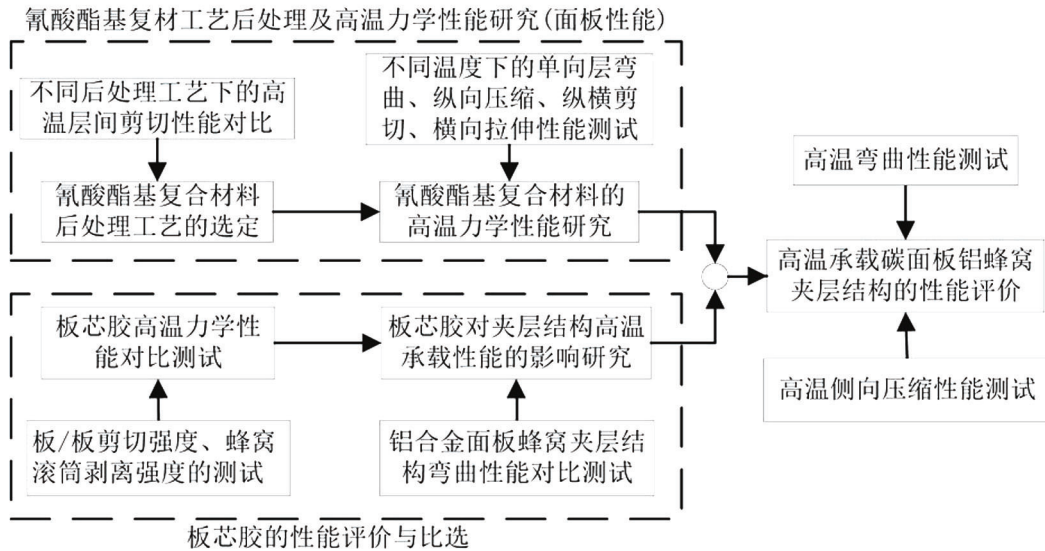 氰酸酯基复材工艺后处理及高温力学性能研究(面板性能)
不同后处理工艺下的高
温层间剪切性能对比
不同温度下的单向层弯
曲、纵向压缩、纵横剪
切、横向拉伸性能测试
氰酸酯基复合材料
后处理工艺的选定
氰酸酯基复合材料的
高温力学性能研究
高温弯曲性能测试
高温承载碳面板铝蜂窝
夹层结构的性能评价
高温侧向压缩性能测试
板芯胶高温力学性
能对比测试
板芯胶对夹层结构高温
承载性能的影响研究
板/板剪切强度、蜂窝
滚筒剥离强度的测试
铝合金面板蜂窝夹层结
构弯曲性能对比测试
板芯胶的性能评价与比选